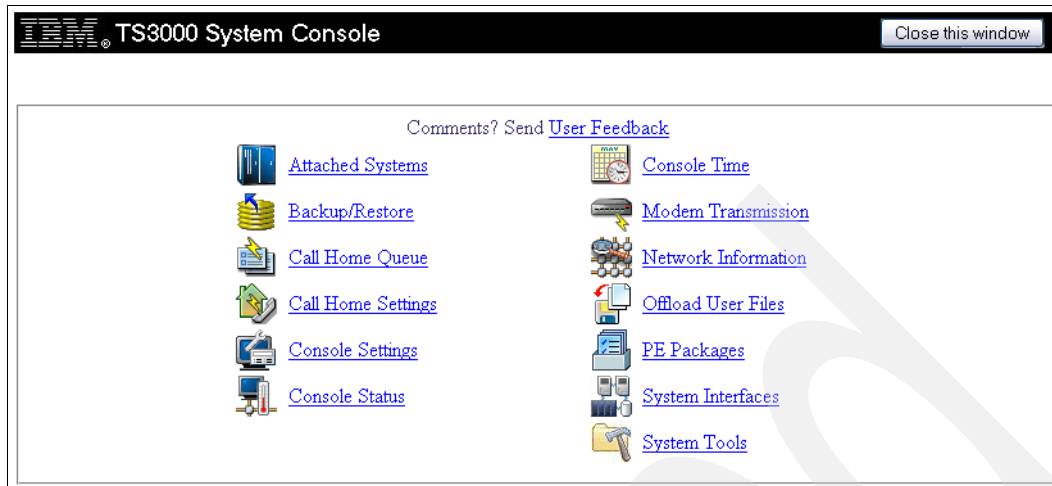 IBM® TS3000 System Console
Close this window
Comments? Send User Feedback
Attached Systems
Backup/Restore
Call Home Queue
Call Home Settings
Console Settings
Console Status
MAY
Console Time
Modem Transmission
Network Information
Offload User Files
PE Packages
System Interfaces
System Tools